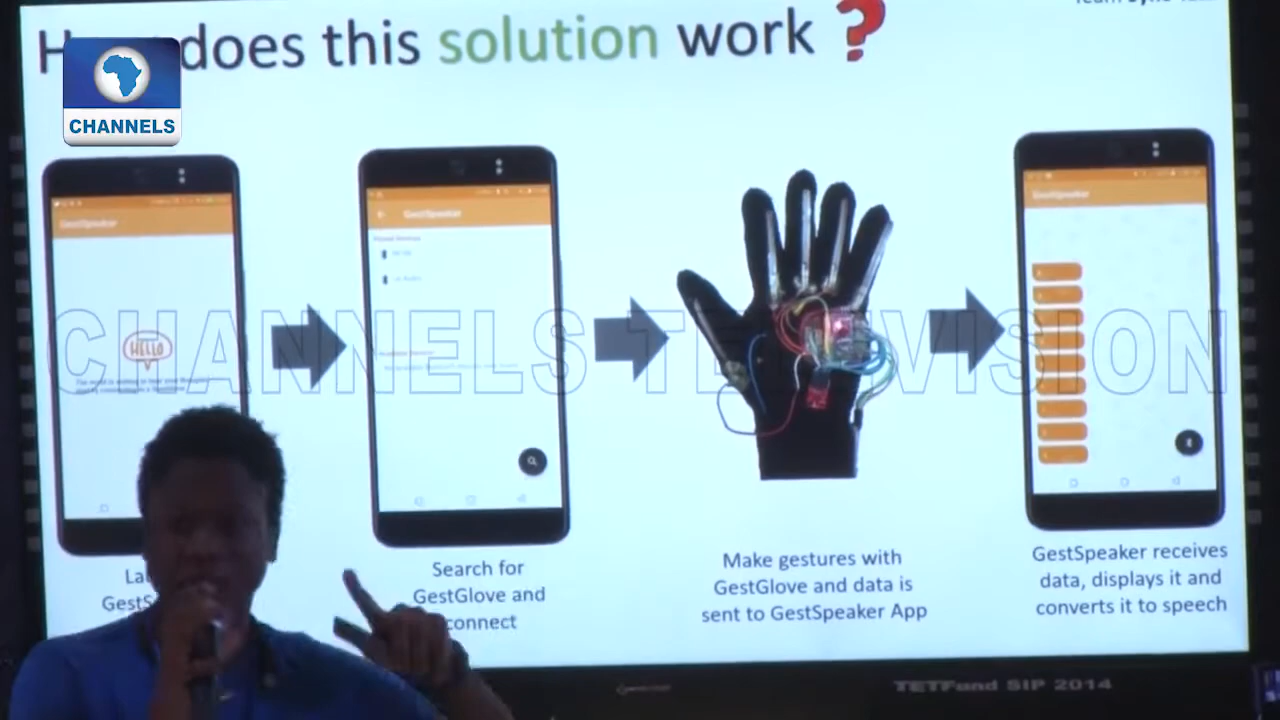 does this solution work ?
CHANNELS
GestSpeaker
GestSpeaker
GestSpeaker
HELLO
CHANNELS TELEVISION
Search for
GestGlove and
connect
Make gestures with
GestGlove and data is
sent to GestSpeaker App
GestSpeaker receives
data, displays it and
converts it to speech
TETFund SIP 2014